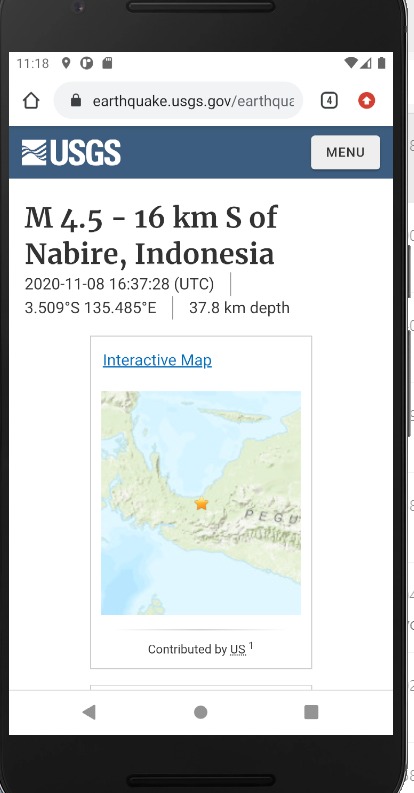 11:18
earthquake.usgs.gov/earthqua
4
USGS
MENU
M 4.5 - 16 km S of
Nabire, Indonesia
2020-11-08 16:37:28 (UTC)
3.509°S 135.485°E 37.8 km depth
Interactive Map
PEGU
Contributed by US 1